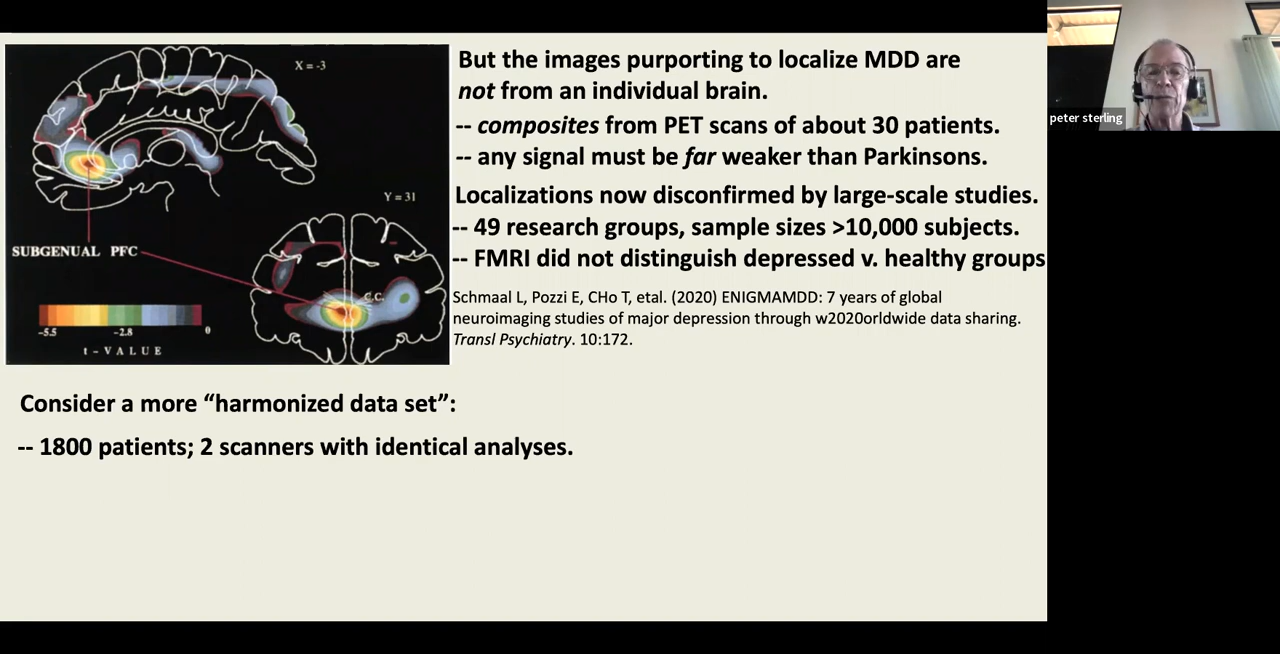 X = -3
Y = 31
SUBGENUAL PFC
C.C.
-5.5 -2.8 0
t - VALUE
But the images purporting to localize MDD are
not from an individual brain.
-- composites from PET scans of about 30 patients.
-- any signal must be far weaker than Parkinsons.
Localizations now disconfirmed by large-scale studies.
-- 49 research groups, sample sizes >10,000 subjects.
-- FMRI did not distinguish depressed v. healthy groups
Schmaal L, Pozzi E, CHo T, etal. (2020) ENIGMAMDD: 7 years of global
neuroimaging studies of major depression through w2020orldwide data sharing.
Transl Psychiatry. 10:172.
Consider a more “harmonized data set”:
-- 1800 patients; 2 scanners with identical analyses.
peter sterling